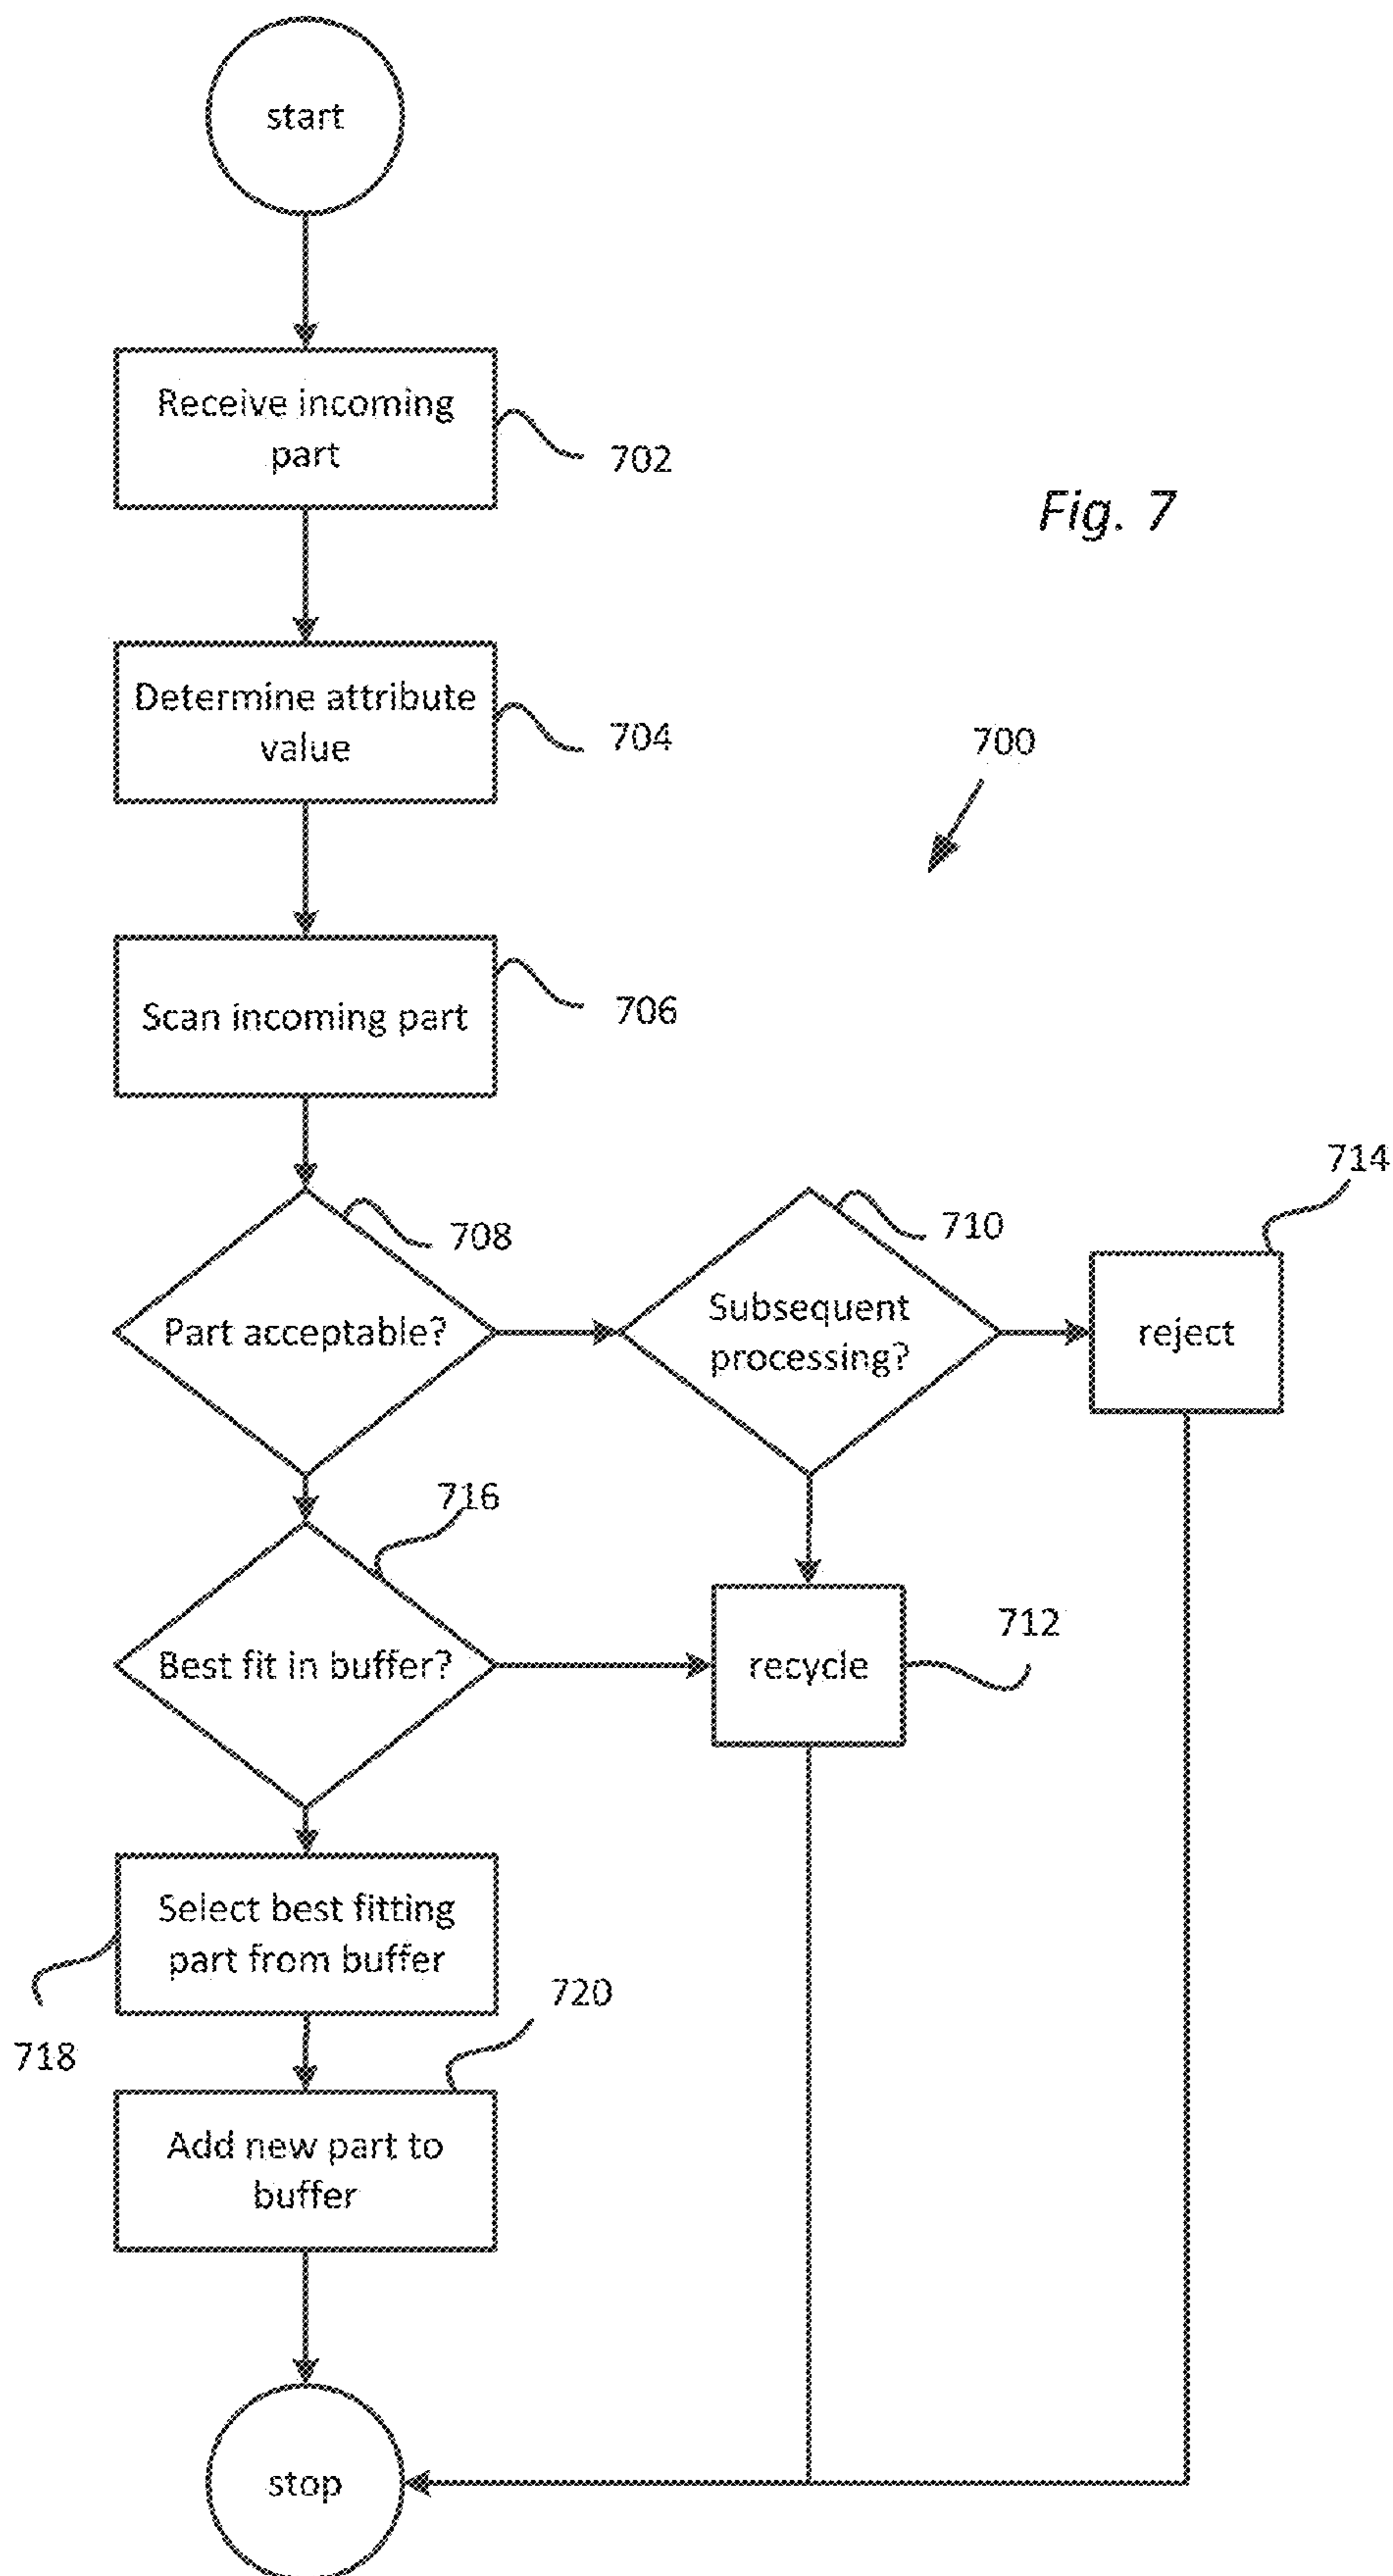 start
Receive incoming
part
702
Fig. 7
Determine attribute
value
704
700
Scan incoming part
706
714
708
710
Part acceptable?
Subsequent
processing?
reject
716
712
Best fit in buffer?
recycle
Select best fitting
part from buffer
720
718
Add new part to
buffer
stop